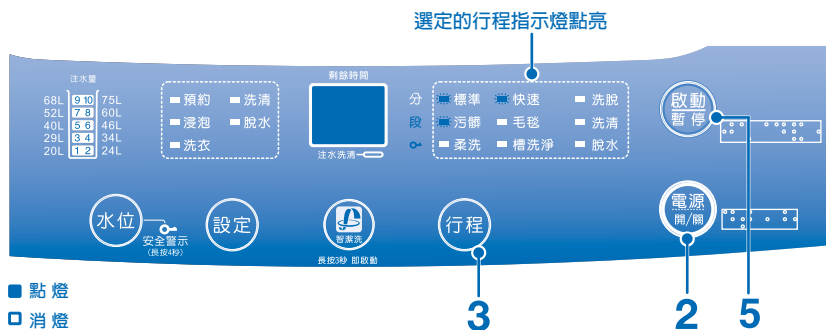 選定的行程指示燈點亮
注水量
68L 9 10 75L
52L 7 8 60L
40L 5 6 46L
29L 3 4 34L
20L 1 2 24L
預約 洗清
浸泡 脫水
洗衣
剩餘時間
注水洗清
分 標準 快速 洗脫
段 污髒 毛毯 洗清
柔洗 槽洗淨 脫水
啟動
暫停
水位
安全警示
(長按4秒)
設定
智潔洗
長按3秒 即啟動
行程
電源
開/關
3
2
5
點燈
消燈